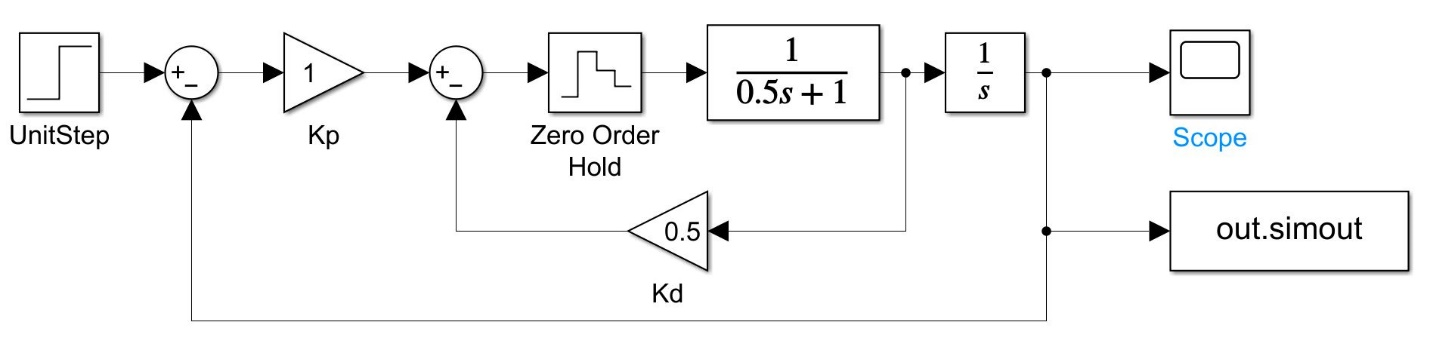 +
−
1
+
−
1
0.5s + 1
1
s
UnitStep
Kp
Zero Order
Hold
Scope
0.5
out.simout
Kd